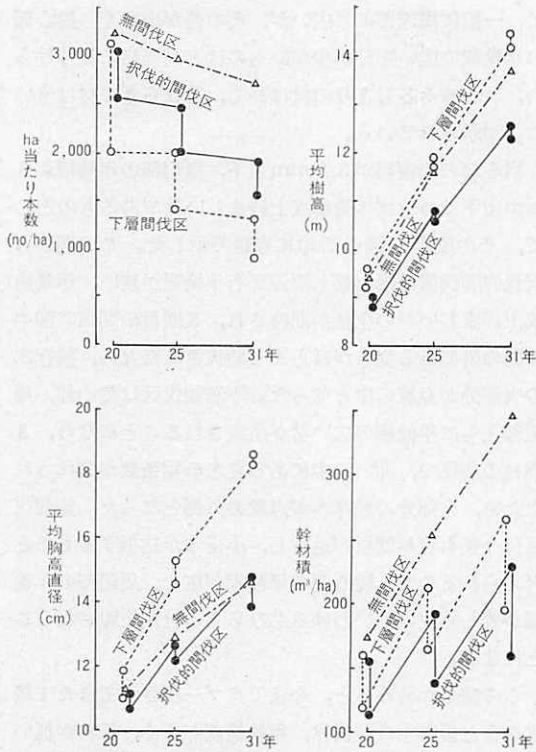 ha
当たり本数
(no/ha)
3,000
2,000
1,000
0
無間伐区
択伐的間伐区
下層間伐区
20
25
31年
平均樹高
(m)
14
12
10
8
6
下層間伐区
無間伐区
択伐的間伐区
20
25
31年
平均胸高直径
(cm)
20
18
16
14
12
10
下層間伐区
無間伐区
択伐的間伐区
20
25
31年
幹材積
(m³/ha)
300
200
100
無間伐区
下層間伐区
択伐的間伐区
20
25
31年